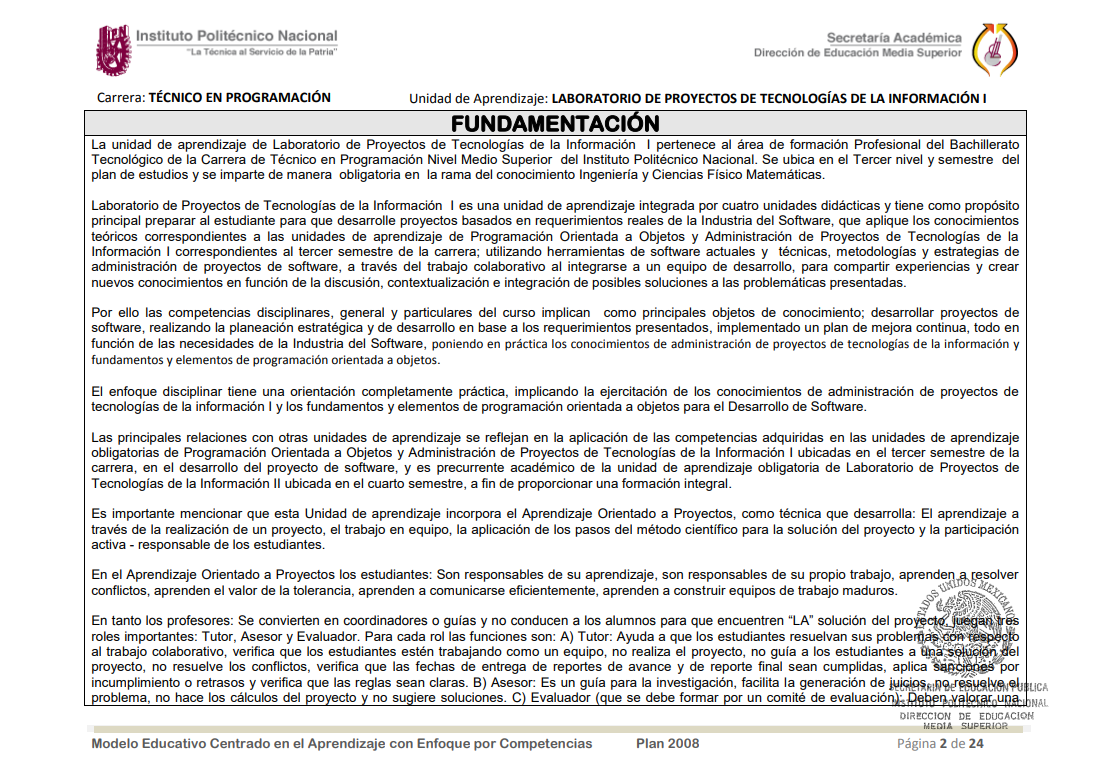 Instituto Politécnico Nacional
"La Técnica al Servicio de la Patria"
Secretaría Académica
Dirección de Educación Media Superior
Carrera: TÉCNICO EN PROGRAMACIÓN
Unidad de Aprendizaje: LABORATORIO DE PROYECTOS DE TECNOLOGÍAS DE LA INFORMACIÓN I
FUNDAMENTACIÓN
La unidad de aprendizaje de Laboratorio de Proyectos de Tecnologías de la Información I pertenece al área de formación Profesional del Bachillerato
Tecnológico de la Carrera de Técnico en Programación Nivel Medio Superior del Instituto Politécnico Nacional. Se ubica en el Tercer nivel y semestre del
plan de estudios y se imparte de manera obligatoria en la rama del conocimiento Ingeniería y Ciencias Físico Matemáticas.
Laboratorio de Proyectos de Tecnologías de la Información I es una unidad de aprendizaje integrada por cuatro unidades didácticas y tiene como propósito
principal preparar al estudiante para que desarrolle proyectos basados en requerimientos reales de la Industria del Software, que aplique los conocimientos
teóricos correspondientes a las unidades de aprendizaje de Programación Orientada a Objetos y Administración de Proyectos de Tecnologías de la
Información I correspondientes al tercer semestre de la carrera; utilizando herramientas de software actuales y técnicas, metodologías y estrategias de
administración de proyectos de software, a través del trabajo colaborativo al integrarse a un equipo de desarrollo, para compartir experiencias y crear
nuevos conocimientos en función de la discusión, contextualización e integración de posibles soluciones a las problemáticas presentadas.
Por ello las competencias disciplinares, general y particulares del curso implican como principales objetos de conocimiento; desarrollar proyectos de
software, realizando la planeación estratégica y de desarrollo en base a los requerimientos presentados, implementado un plan de mejora continua, todo en
función de las necesidades de la Industria del Software, poniendo en práctica los conocimientos de administración de proyectos de tecnologías de la información y
fundamentos y elementos de programación orientada a objetos.
El enfoque disciplinar tiene una orientación completamente práctica, implicando la ejercitación de los conocimientos de administración de proyectos de
tecnologías de la información I y los fundamentos y elementos de programación orientada a objetos para el Desarrollo de Software.
Las principales relaciones con otras unidades de aprendizaje se reflejan en la aplicación de las competencias adquiridas en las unidades de aprendizaje
obligatorias de Programación Orientada a Objetos y Administración de Proyectos de Tecnologías de la Información I ubicadas en el tercer semestre de la
carrera, en el desarrollo del proyecto de software, y es precurrente académico de la unidad de aprendizaje obligatoria de Laboratorio de Proyectos de
Tecnologías de la Información II ubicada en el cuarto semestre, a fin de proporcionar una formación integral.
Es importante mencionar que esta Unidad de aprendizaje incorpora el Aprendizaje Orientado a Proyectos, como técnica que desarrolla: El aprendizaje a
través de la realización de un proyecto, el trabajo en equipo, la aplicación de los pasos del método científico para la solución del proyecto y la participación
activa - responsable de los estudiantes.
En el Aprendizaje Orientado a Proyectos los estudiantes: Son responsables de su aprendizaje, son responsables de su propio trabajo, aprenden a resolver
conflictos, aprenden el valor de la tolerancia, aprenden a comunicarse eficientemente, aprenden a construir equipos de trabajo maduros.
En tanto los profesores: Se convierten en coordinadores o guías y no conducen a los alumnos para que encuentren “LA” solución del proyecto, juegan tres
roles importantes: Tutor, Asesor y Evaluador. Para cada rol las funciones son: A) Tutor: Ayuda a que los estudiantes resuelvan sus problemas con respecto
al trabajo colaborativo, verifica que los estudiantes estén trabajando como un equipo, no realiza el proyecto, no guía a los estudiantes a una solución del
proyecto, no resuelve los conflictos, verifica que las fechas de entrega de reportes de avance y de reporte final sean cumplidas, aplica sanciones por
incumplimiento o retrasos y verifica que las reglas sean claras. B) Asesor: Es un guía para la investigación, facilita la generación de juicios, no resuelve el
problema, no hace los cálculos del proyecto y no sugiere soluciones. C) Evaluador (que se debe formar por un comité de evaluación): Deben valorar una
ESTADOS UNIDOS MEXICANOS
SECRETARIA DE EDUCACION PUBLICA
INSTITUTO POLITECNICO NACIONAL
DIRECCION DE EDUCACION
MEDIA SUPERIOR
Modelo Educativo Centrado en el Aprendizaje con Enfoque por Competencias
Plan 2008
Página 2 de 24